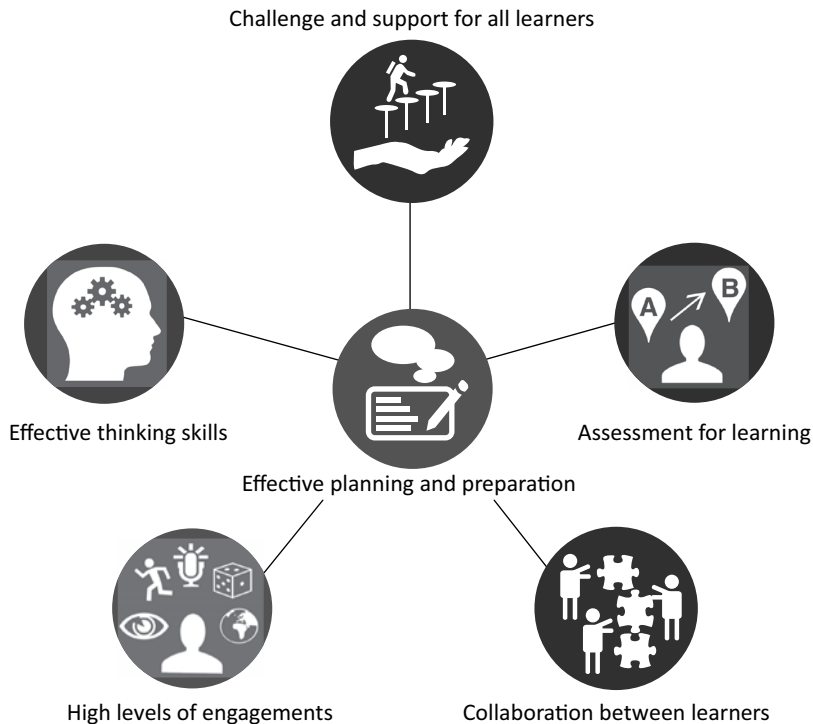 Challenge and support for all learners
A
B
Effective thinking skills
Assessment for learning
Effective planning and preparation
High levels of engagements
Collaboration between learners